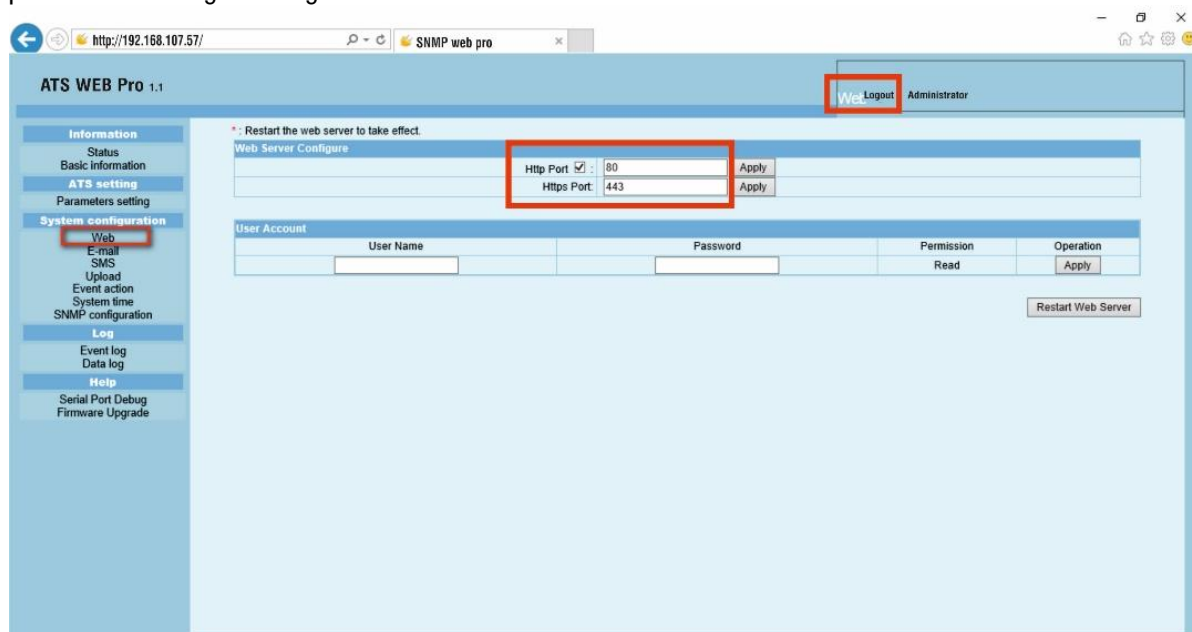 http://192.168.107.57/
SNMP web pro
ATS WEB Pro 1.1
Web Logout Administrator
Information
Status
Basic information
ATS setting
Parameters setting
System configuration
Web
E-mail
SMS
Upload
Event action
System time
SNMP configuration
Log
Event log
Data log
Help
Serial Port Debug
Firmware Upgrade
* : Restart the web server to take effect.
Web Server Configure
Http Port : 80 Apply
Https Port: 443 Apply
User Account
User Name Password Permission Operation
Read Apply
Restart Web Server